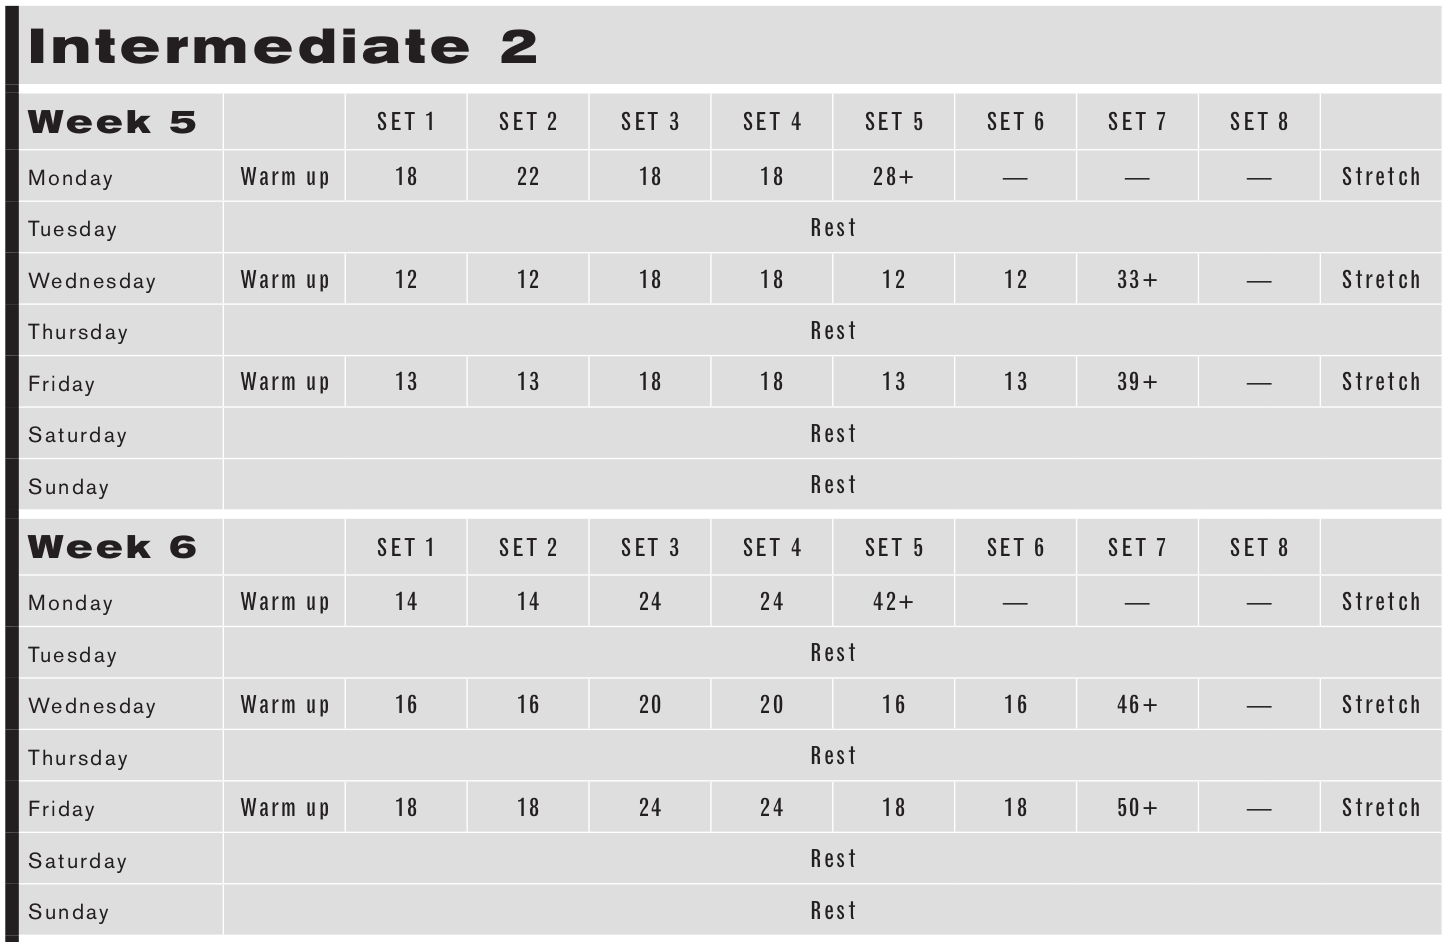 Intermediate 2
Week 5 SET 1 SET 2 SET 3 SET 4 SET 5 SET 6 SET 7 SET 8
Monday Warm up 18 22 18 18 28+ — — — Stretch
Tuesday Rest
Wednesday Warm up 12 12 18 18 12 12 33+ — Stretch
Thursday Rest
Friday Warm up 13 13 18 18 13 13 39+ — Stretch
Saturday Rest
Sunday Rest
Week 6 SET 1 SET 2 SET 3 SET 4 SET 5 SET 6 SET 7 SET 8
Monday Warm up 14 14 24 24 42+ — — — Stretch
Tuesday Rest
Wednesday Warm up 16 16 20 20 16 16 46+ — Stretch
Thursday Rest
Friday Warm up 18 18 24 24 18 18 50+ — Stretch
Saturday Rest
Sunday Rest